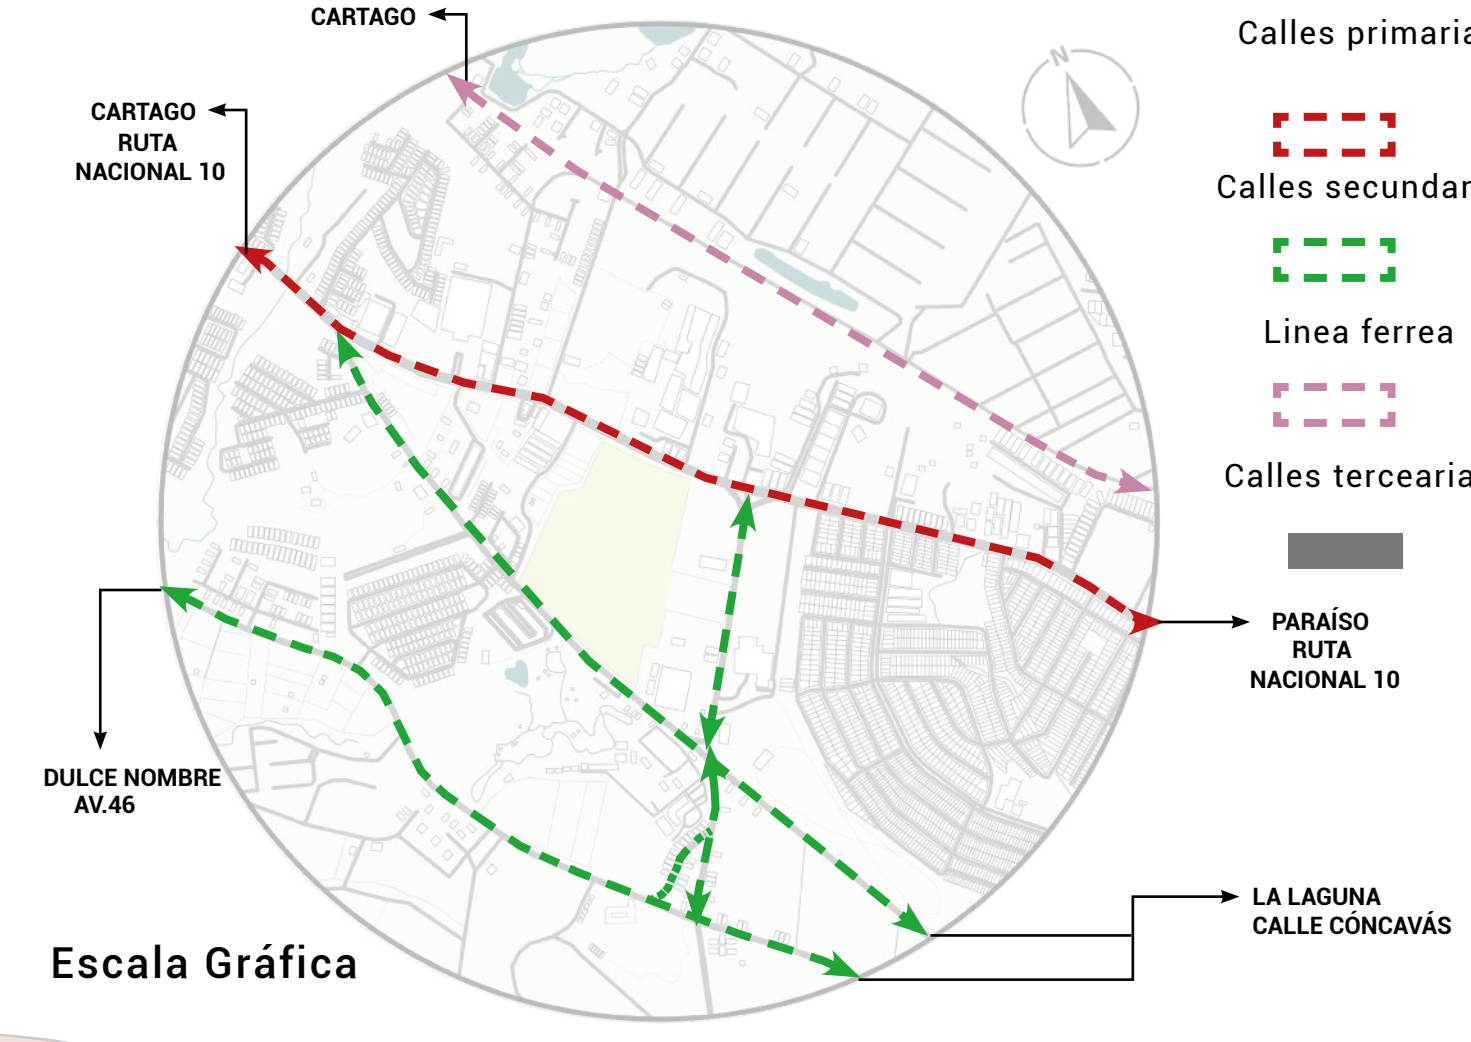 CARTAGO
Calles primaria
N
CARTAGO
RUTA
NACIONAL 10
Calles secundar
Linea ferrea
Calles tercearia
PARAÍSO
RUTA
NACIONAL 10
DULCE NOMBRE
AV.46
LA LAGUNA
CALLE CÓNCAVÁS
Escala Gráfica